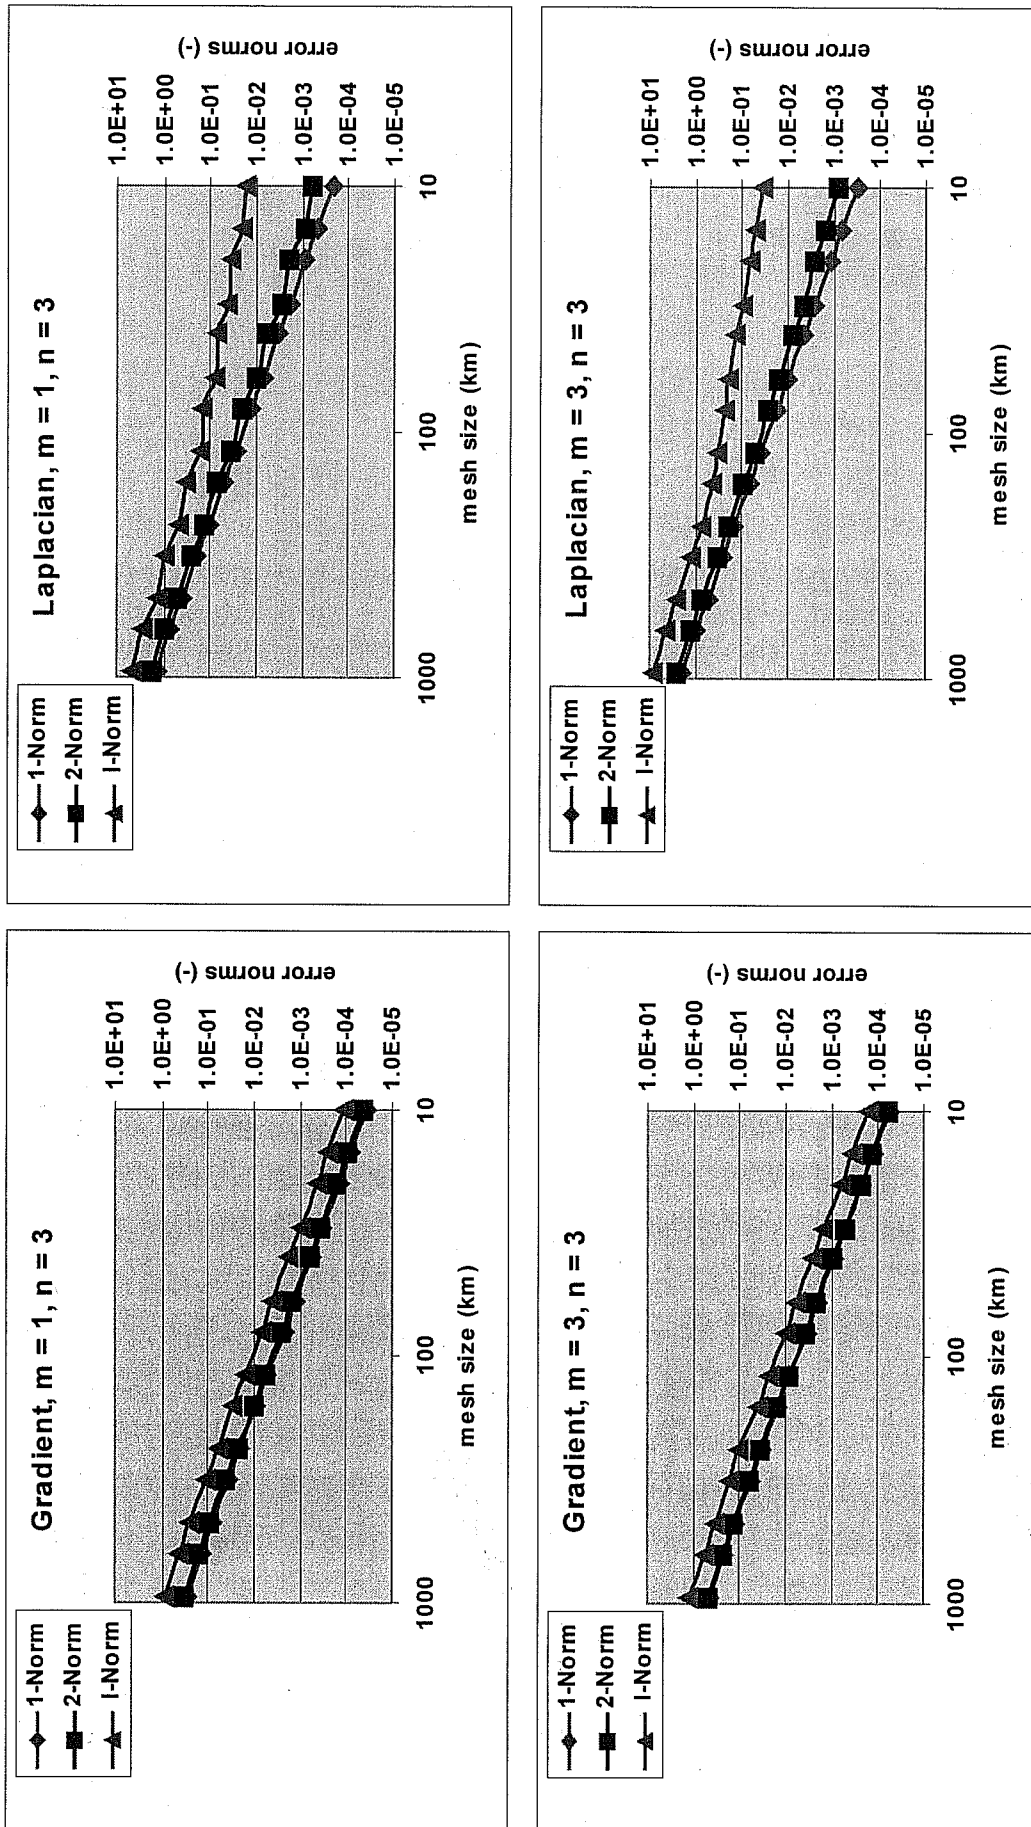 Gradient, m = 1, n = 3
1-Norm
2-Norm
I-Norm
1.0E+01
1.0E+00
1.0E-01
1.0E-02
1.0E-03
1.0E-04
1.0E-05
error norms (-)
1000
100
10
mesh size (km)
Laplacian, m = 1, n = 3
1-Norm
2-Norm
I-Norm
1.0E+01
1.0E+00
1.0E-01
1.0E-02
1.0E-03
1.0E-04
1.0E-05
error norms (-)
1000
100
10
mesh size (km)
Gradient, m = 3, n = 3
1-Norm
2-Norm
I-Norm
1.0E+01
1.0E+00
1.0E-01
1.0E-02
1.0E-03
1.0E-04
1.0E-05
error norms (-)
1000
100
10
mesh size (km)
Laplacian, m = 3, n = 3
1-Norm
2-Norm
I-Norm
1.0E+01
1.0E+00
1.0E-01
1.0E-02
1.0E-03
1.0E-04
1.0E-05
error norms (-)
1000
100
10
mesh size (km)